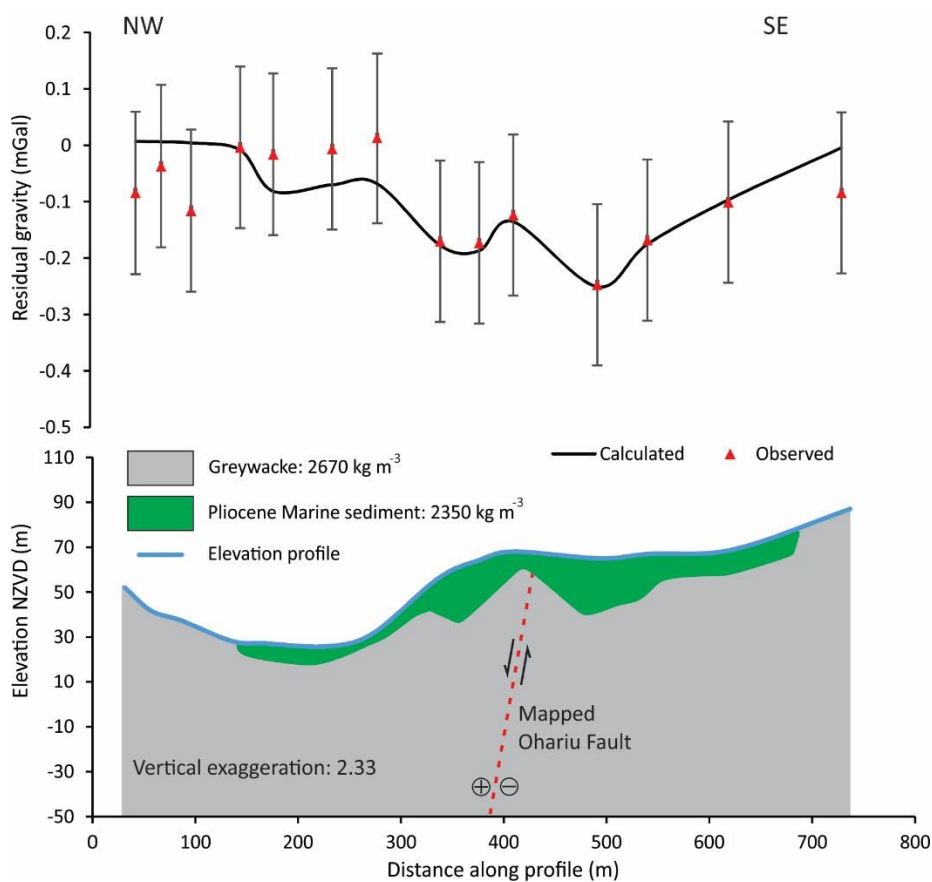 NW
SE
0.2
0.1
0
-0.1
-0.2
-0.3
-0.4
-0.5
Residual gravity (mGal)
Calculated
Observed
Greywacke: 2670 kg m-3
Pliocene Marine sediment: 2350 kg m-3
Elevation profile
110
90
70
50
30
10
-10
-30
-50
Elevation NZVD (m)
Mapped
Ohariu Fault
Vertical exaggeration: 2.33
0 100 200 300 400 500 600 700 800
Distance along profile (m)